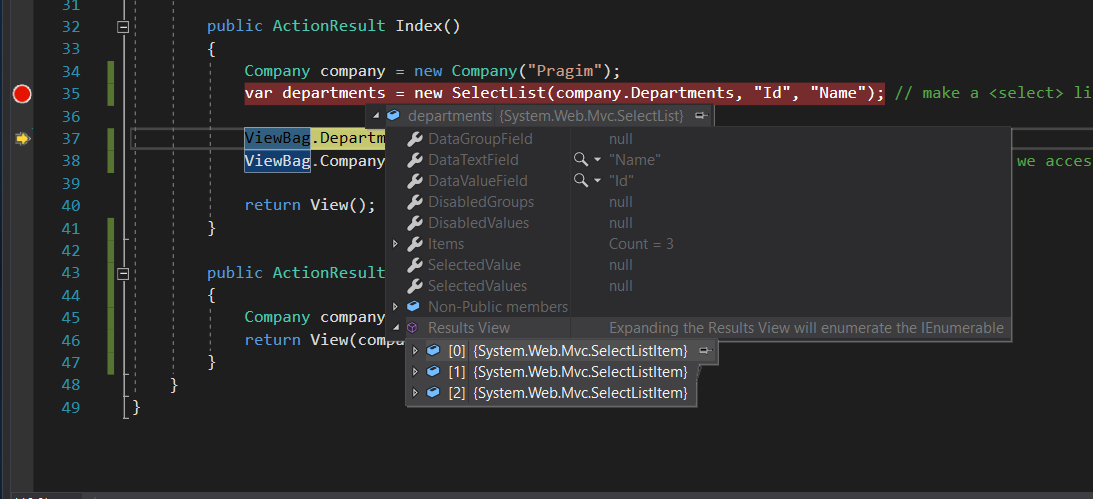 31
32 public ActionResult Index()
33 {
34 Company company = new Company("Pragim");
35 var departments = new SelectList(company.Departments, "Id", "Name"); // make a <select> li
36 departments {System.Web.Mvc.SelectList}
37 ViewBag.Departm
DataGroupField null
38 ViewBag.Company we acces
DataTextField "Name"
39 DataValueField "Id"
40 return View(); DisabledGroups null
41 } DisabledValues null
42 Items Count = 3
43 public ActionResult SelectedValue null
44 { SelectedValues null
45 Company company Non-Public members
46 return View(compa Results View Expanding the Results View will enumerate the IEnumerable
47 } [0] {System.Web.Mvc.SelectListItem}
48 } [1] {System.Web.Mvc.SelectListItem}
49 } [2] {System.Web.Mvc.SelectListItem}